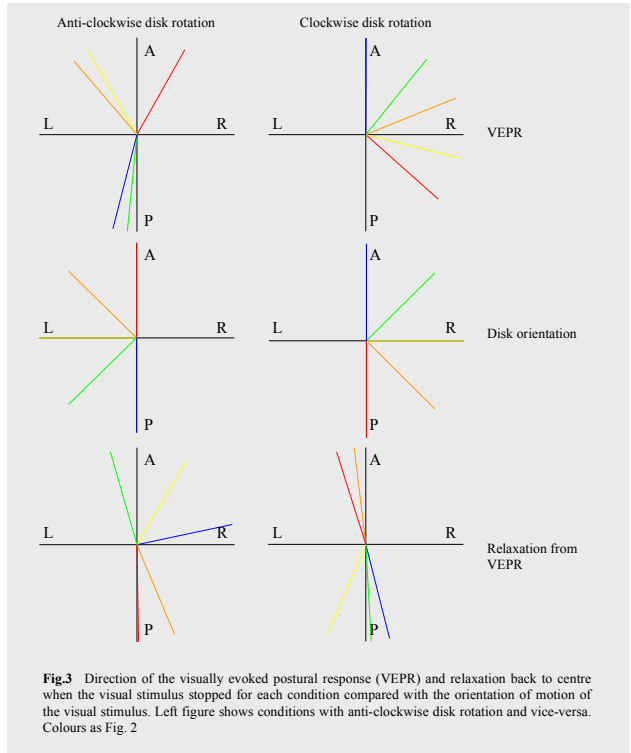 Anti-clockwise disk rotation
Clockwise disk rotation
A
A
L
R
L
R
VEPR
P
P
A
A
L
R
L
R
Disk orientation
P
P
A
A
L
R
L
R
Relaxation from
VEPR
P
P
Fig.3 Direction of the visually evoked postural response (VEPR) and relaxation back to centre
when the visual stimulus stopped for each condition compared with the orientation of motion of
the visual stimulus. Left figure shows conditions with anti-clockwise disk rotation and vice-versa.
Colours as Fig. 2